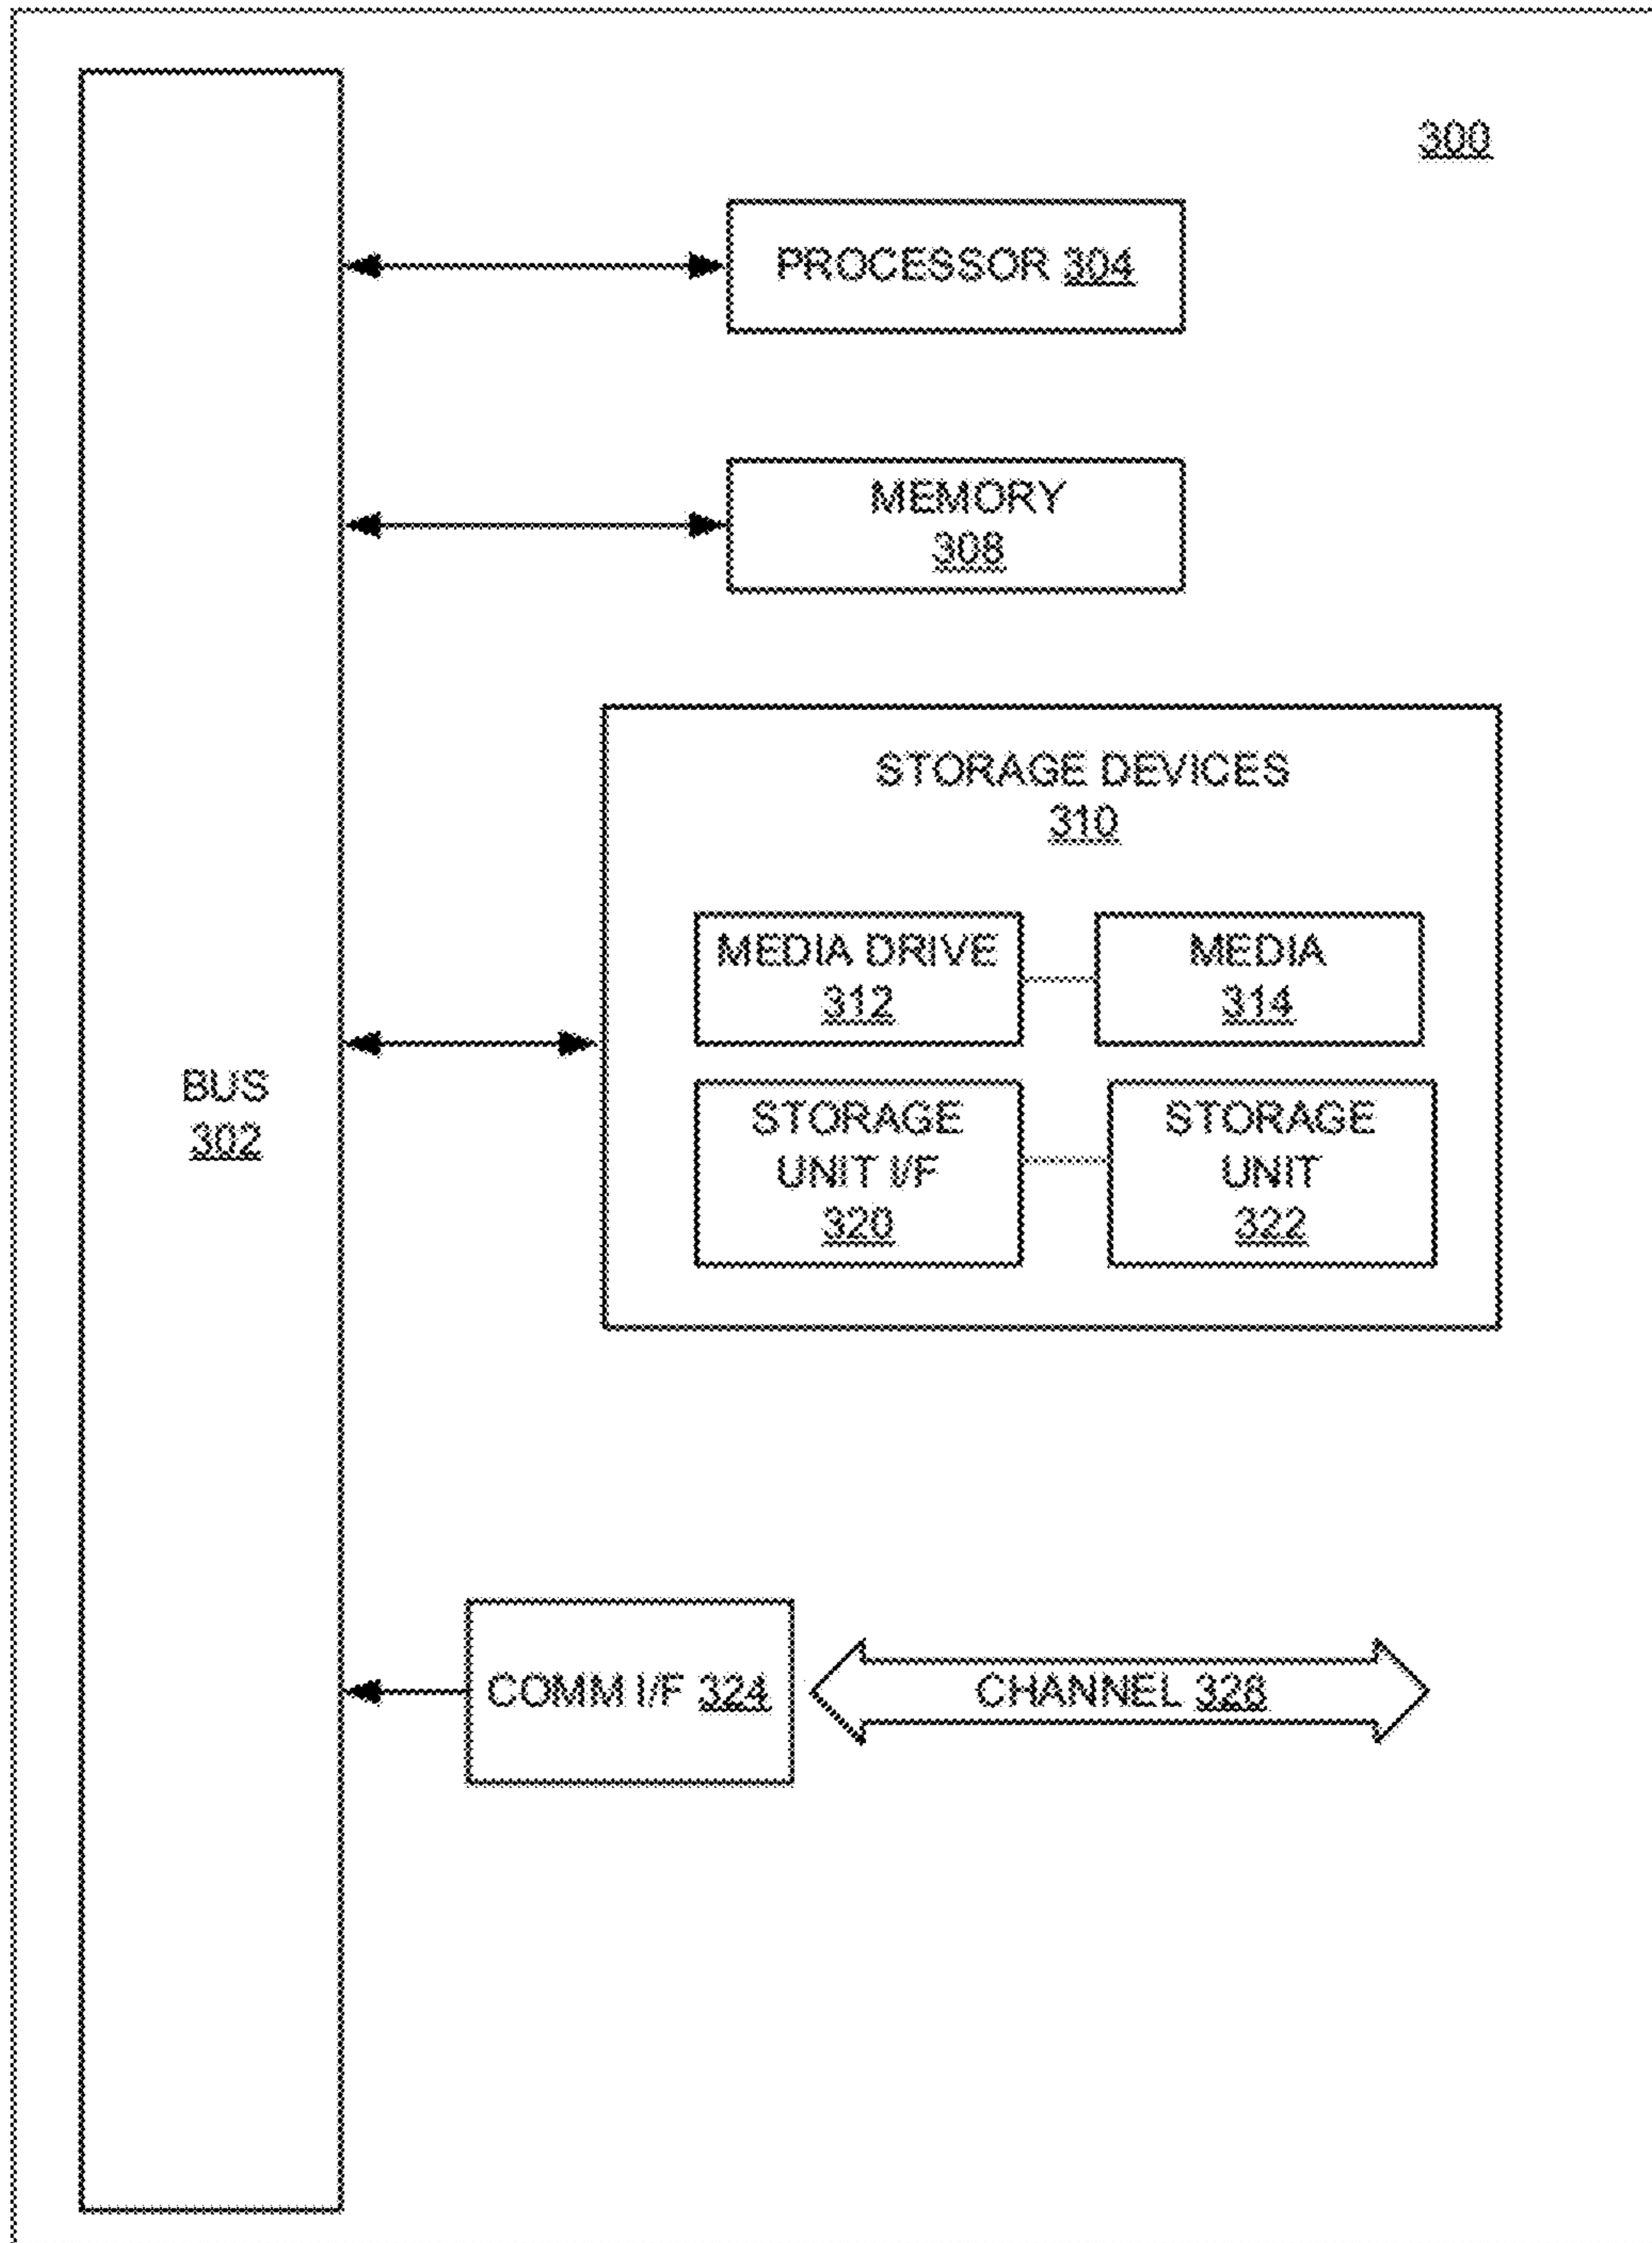 300
PROCESSOR 304
MEMORY
308
STORAGE DEVICES
310
MEDIA DRIVE
312
MEDIA
314
BUS
302
STORAGE
UNIT I/F
320
STORAGE
UNIT
322
COMM I/F 324
CHANNEL 328